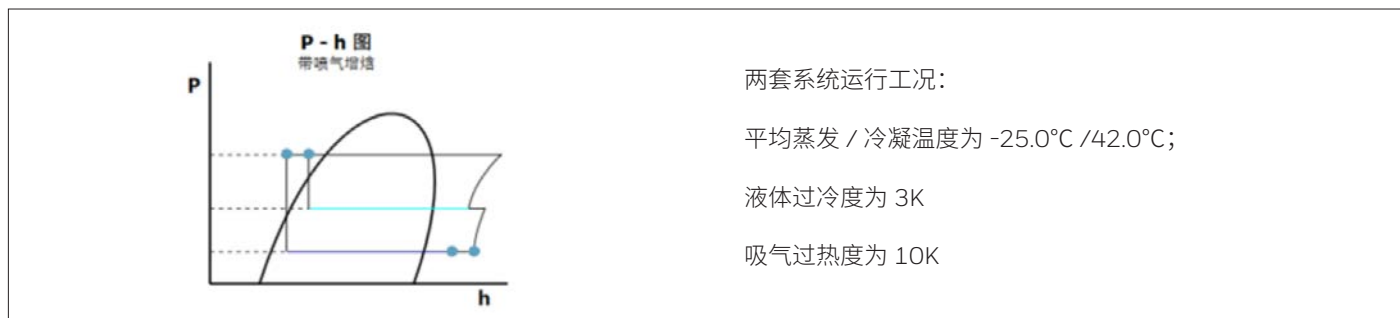 P - h 图
带喷气增焓
P
h
两套系统运行工况：
平均蒸发 / 冷凝温度为 -25.0℃ /42.0℃；
液体过冷度为 3K
吸气过热度为 10K